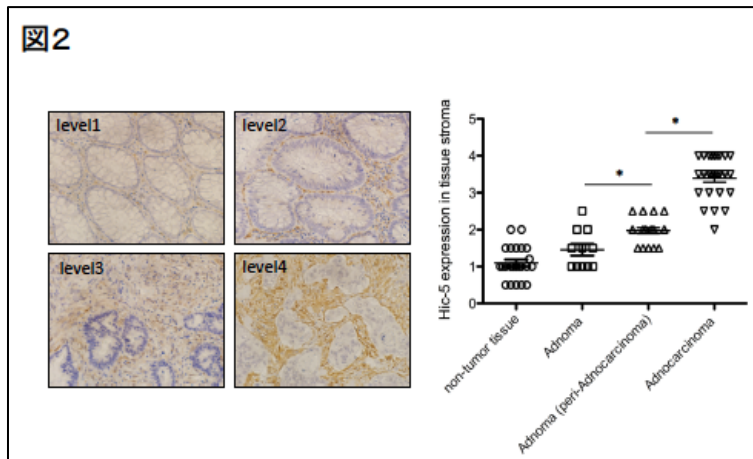 図2
level1
level2
level3
level4
Hic-5 expression in tissue stroma
5
4
3
2
1
0
*
*
non-tumor tissue
Adnoma
Adnoma (peri-Adnocarcinoma)
Adnocarcinoma